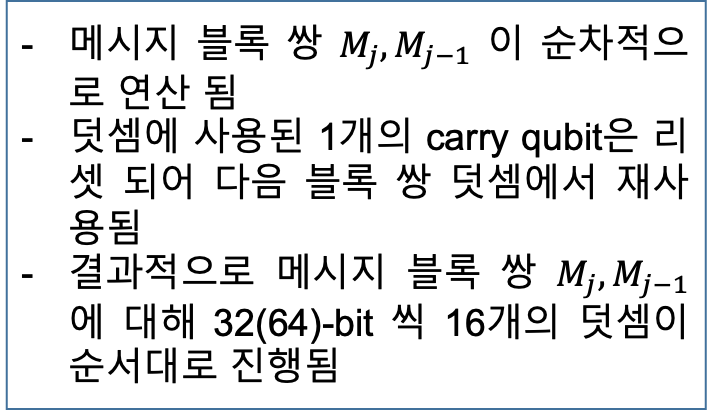 - 메시지 블록 쌍 𝑀𝑗, 𝑀𝑗−1 이 순차적으
로 연산 됨
- 덧셈에 사용된 1개의 carry qubit은 리
셋 되어 다음 블록 쌍 덧셈에서 재사
용됨
- 결과적으로 메시지 블록 쌍 𝑀𝑗, 𝑀𝑗−1
에 대해 32(64)-bit 씩 16개의 덧셈이
순서대로 진행됨